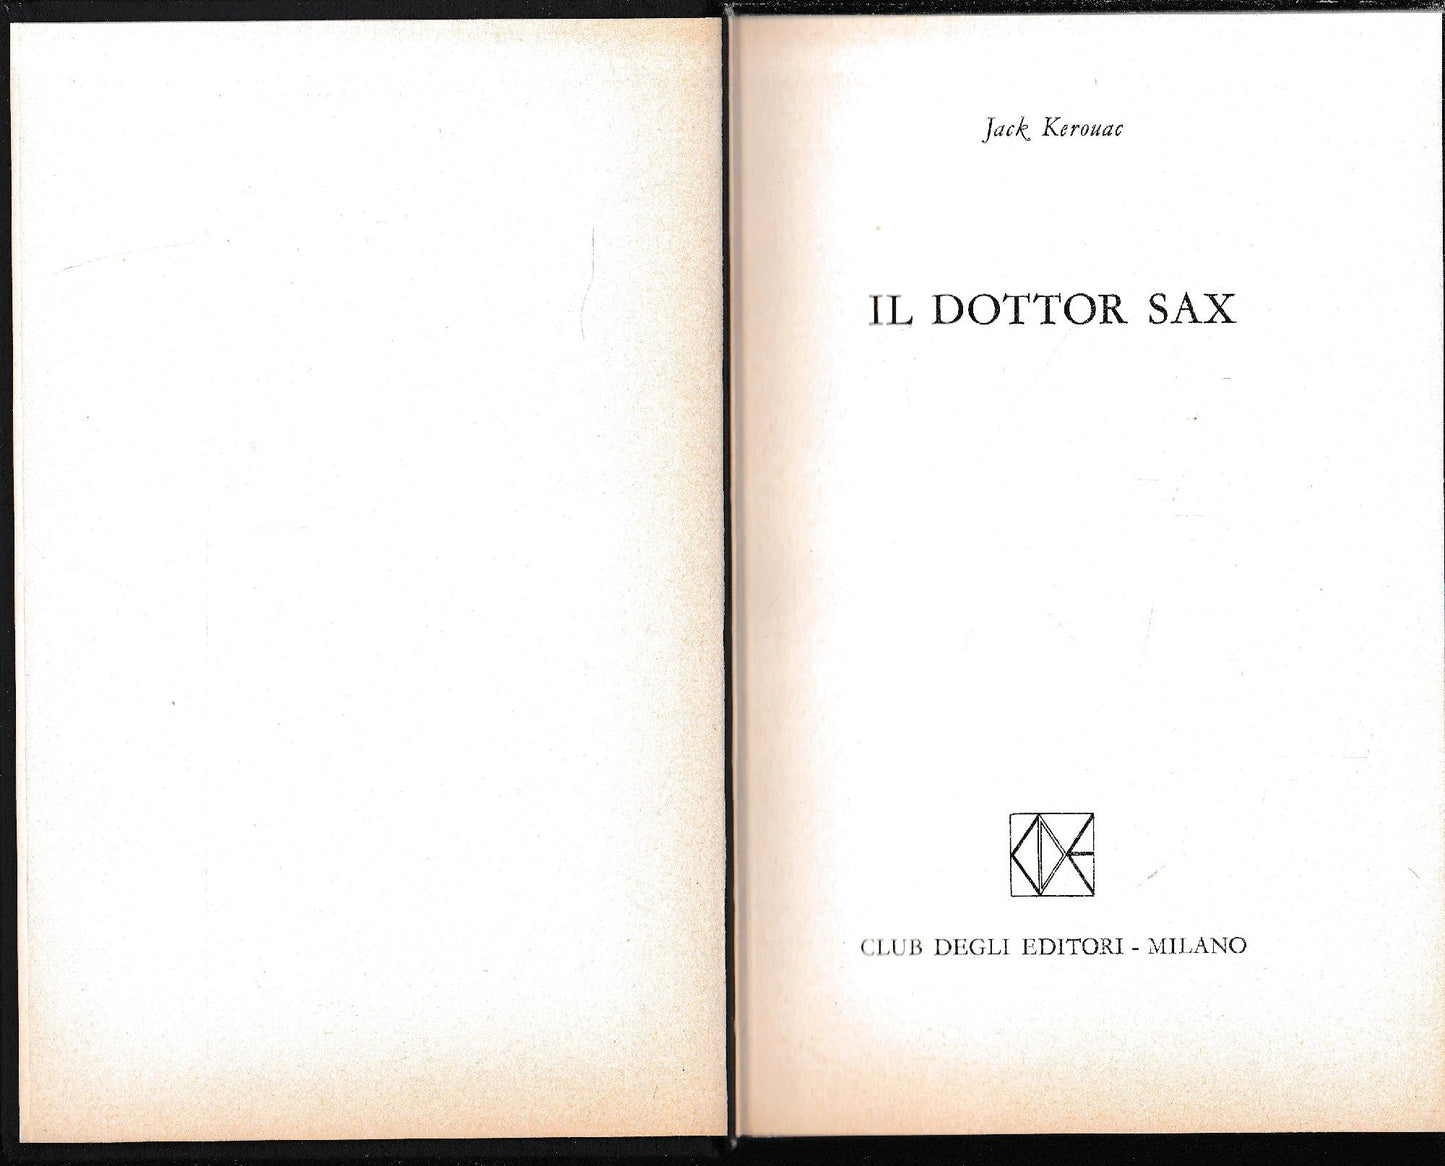 Jack Kerouac
IL DOTTOR SAX
CLUB DEGLI EDITORI - MILANO